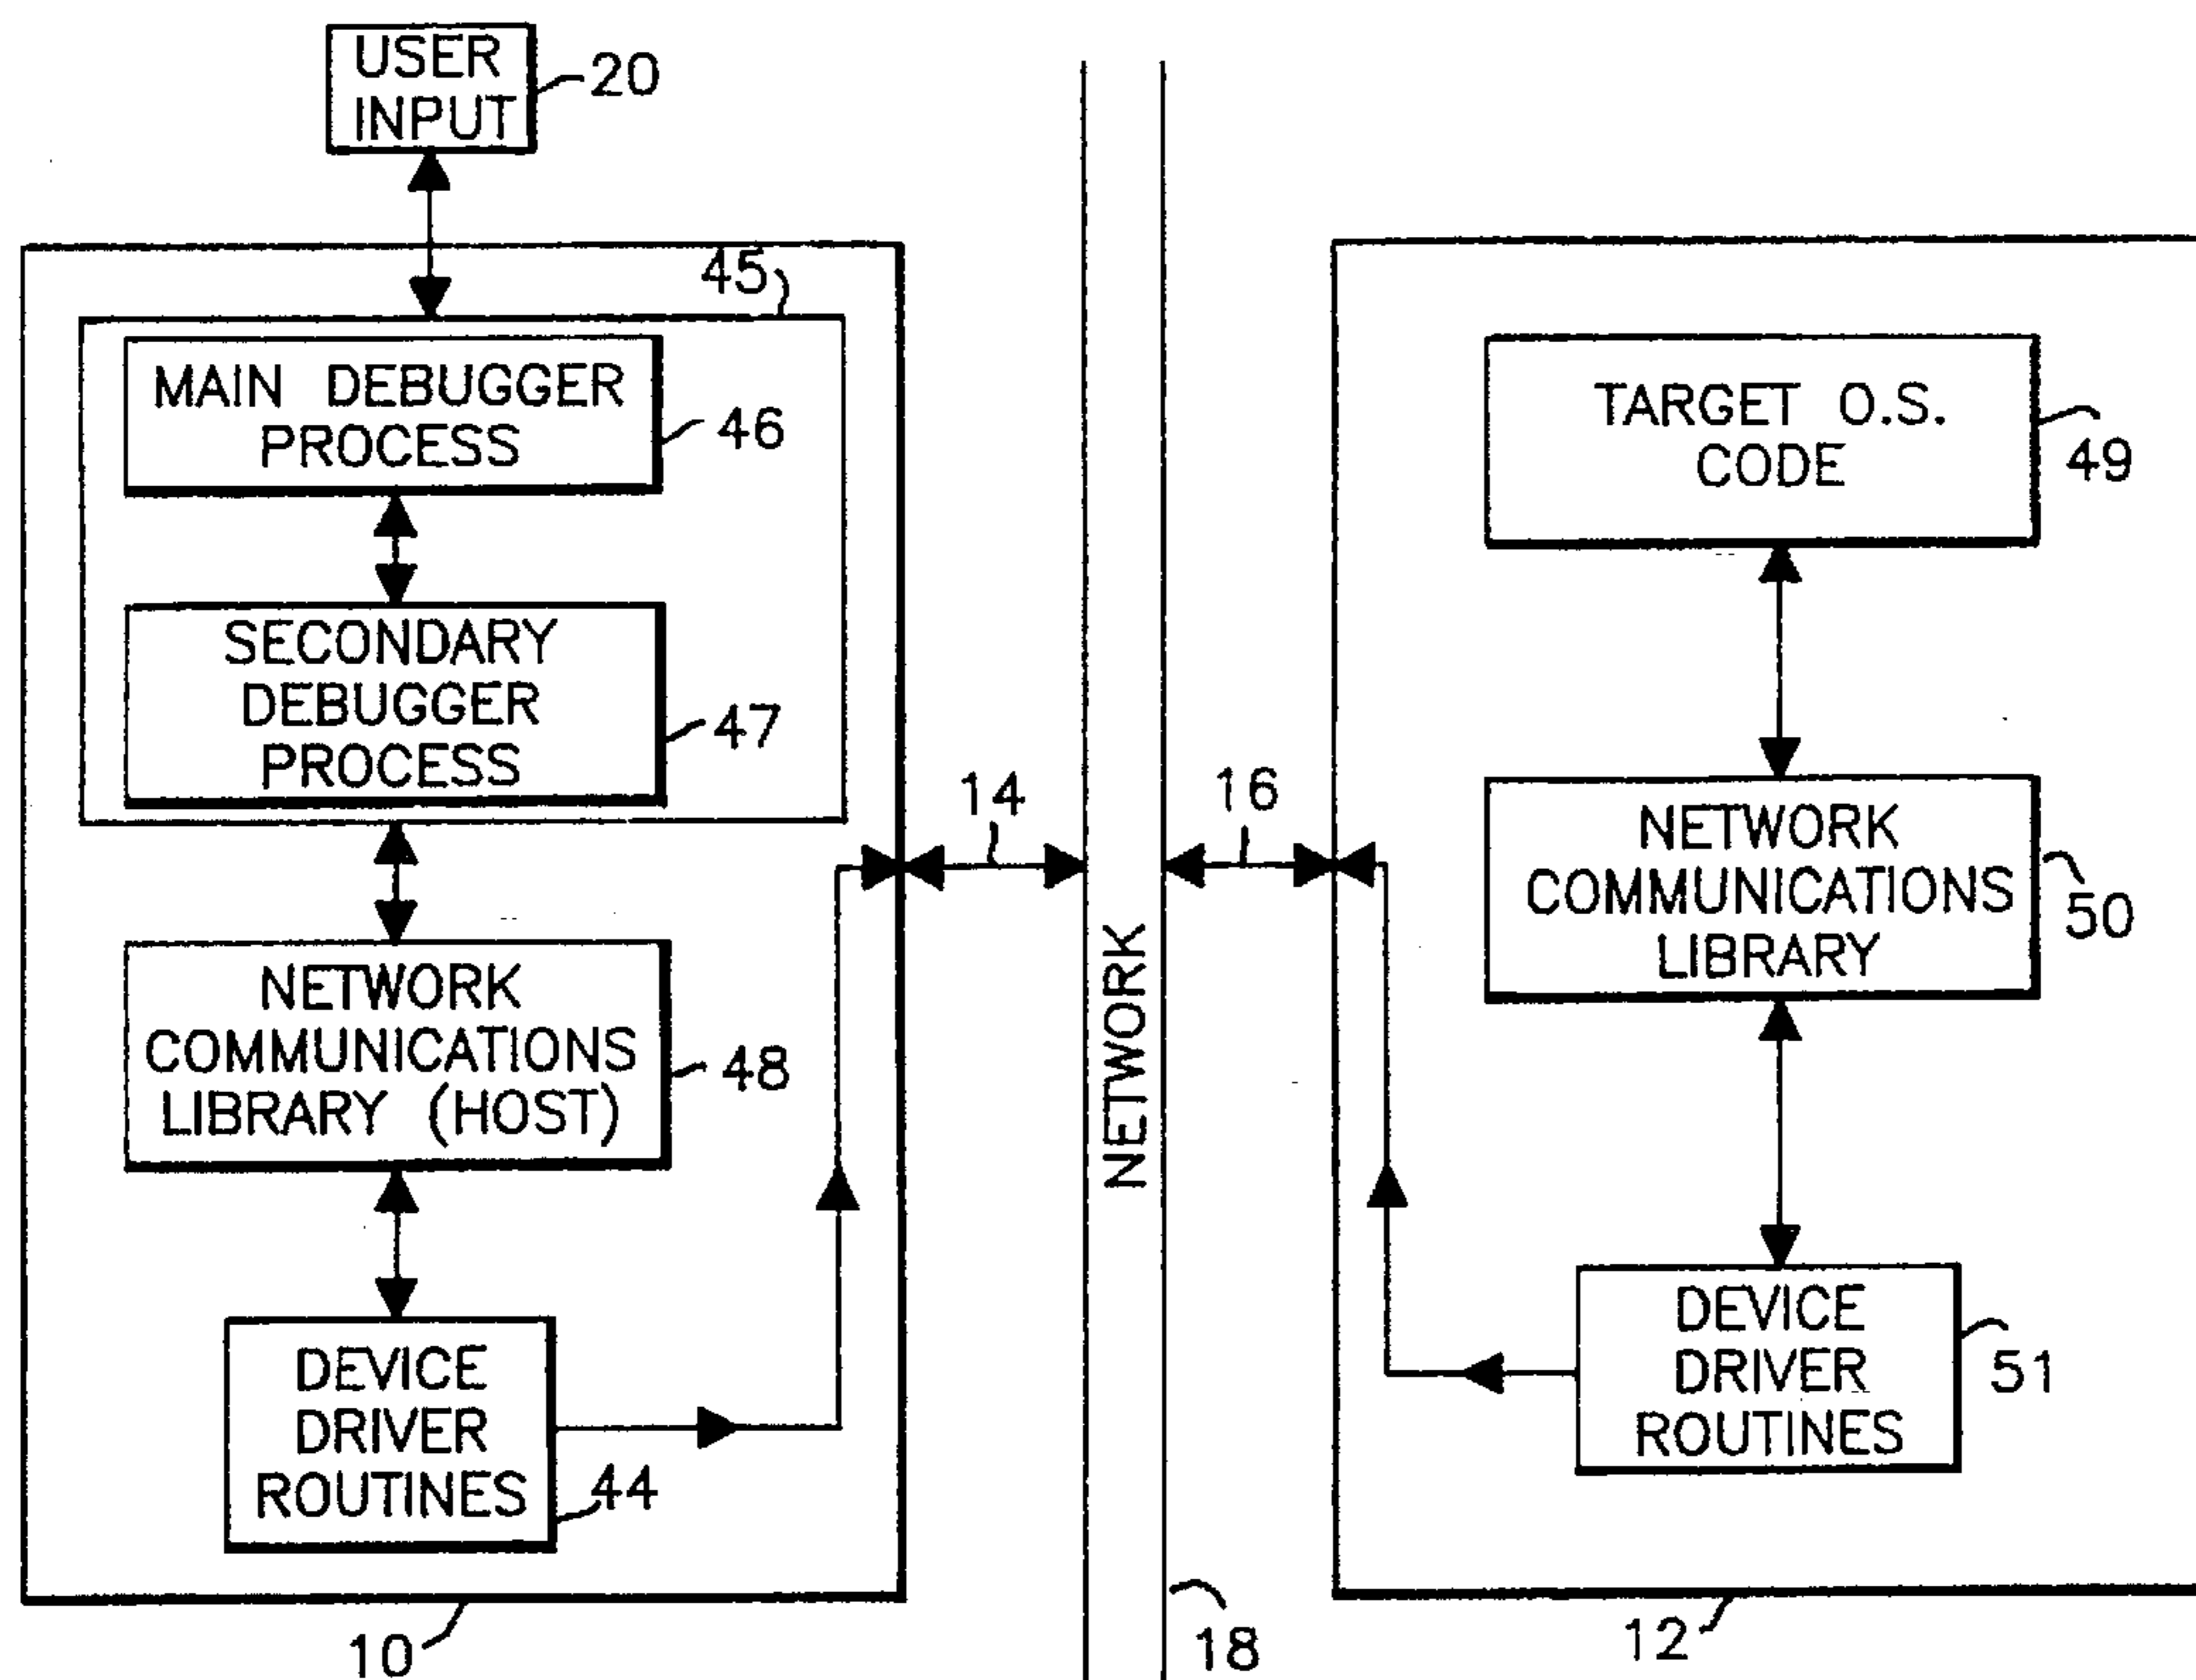 USER
INPUT
20
45
MAIN DEBUGGER
PROCESS
46
SECONDARY
DEBUGGER
PROCESS
47
NETWORK
COMMUNICATIONS
LIBRARY (HOST)
48
DEVICE
DRIVER
ROUTINES
44
10
14
NETWORK
18
16
TARGET O.S.
CODE
49
NETWORK
COMMUNICATIONS
LIBRARY
50
DEVICE
DRIVER
ROUTINES
51
12